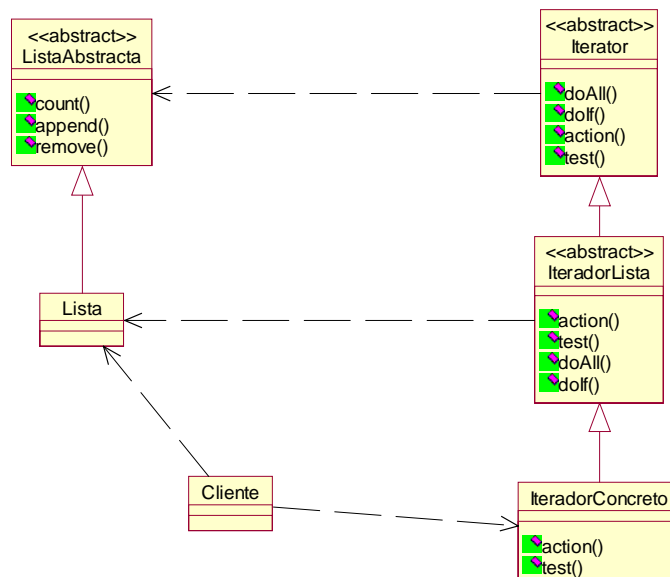 <<abstract>>
ListaAbstracta
count()
append()
remove()
<<abstract>>
Iterator
doAll()
doIf()
action()
test()
<<abstract>>
IteradorLista
action()
test()
doAll()
doIf()
Lista
Cliente
IteradorConcreto
action()
test()